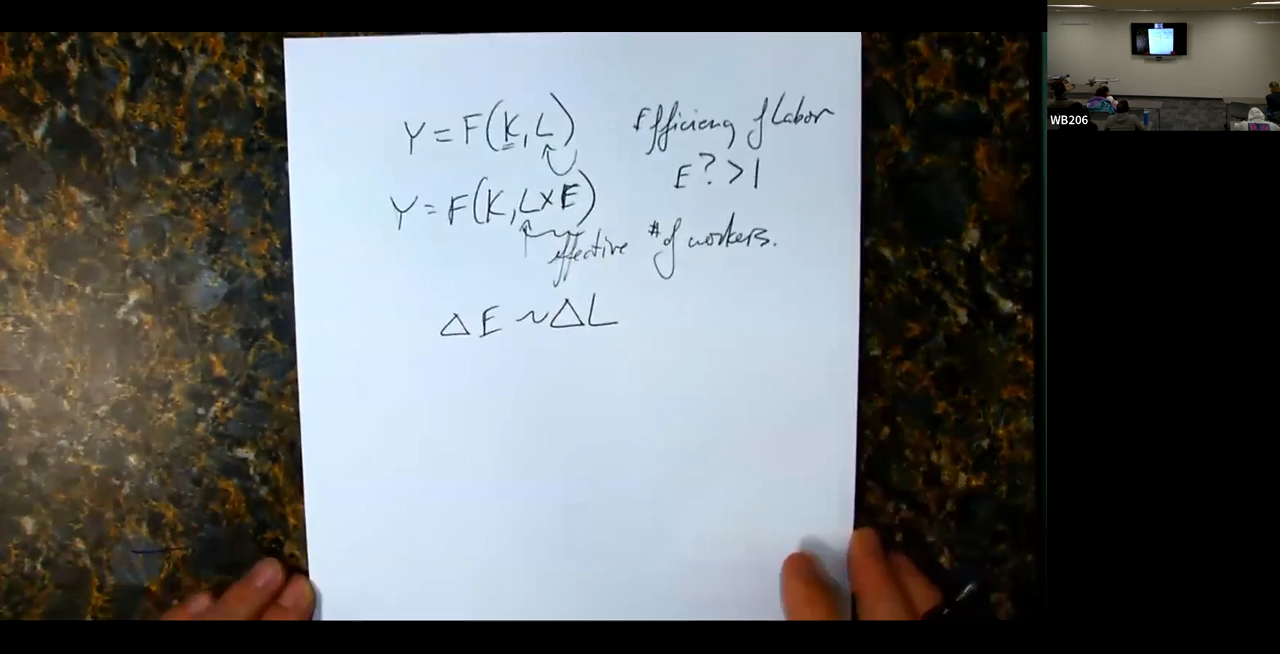 Y = F(K, L)
Efficiency of Labor
E ? > 1
Y = F(K, L x E)
effective # of workers.
ΔE ~ ΔL
WB206